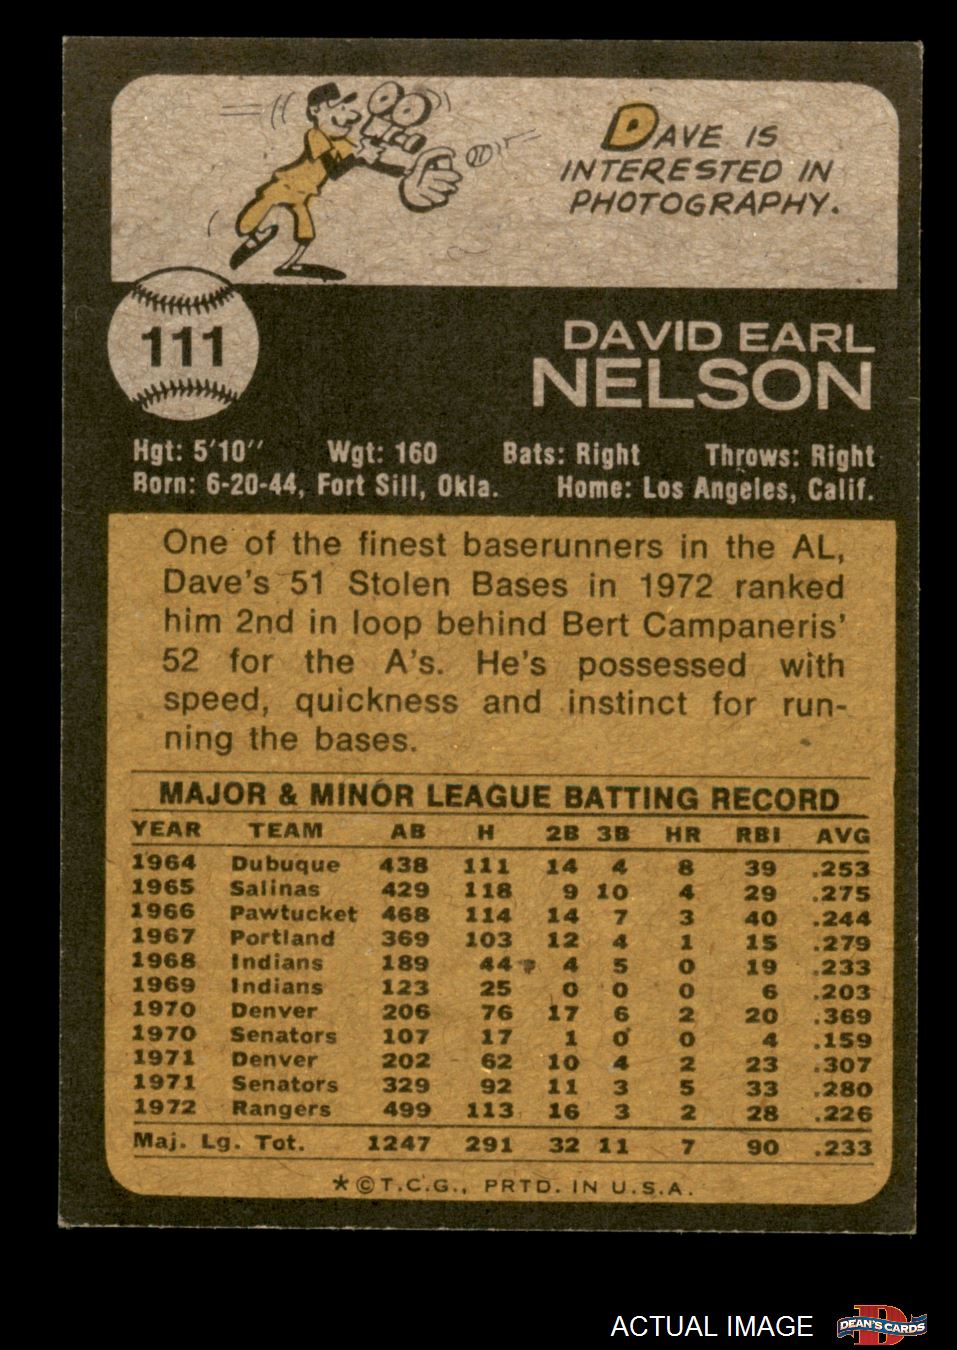 DAVE IS
INTERESTED IN
PHOTOGRAPHY.
111
DAVID EARL
NELSON
Hgt: 5'10'' Wgt: 160 Bats: Right Throws: Right
Born: 6-20-44, Fort Sill, Okla. Home: Los Angeles, Calif.
One of the finest baserunners in the AL,
Dave's 51 Stolen Bases in 1972 ranked
him 2nd in loop behind Bert Campaneris'
52 for the A's. He's possessed with
speed, quickness and instinct for run-
ning the bases.
MAJOR & MINOR LEAGUE BATTING RECORD
YEAR TEAM AB H 2B 3B HR RBI AVG
1964 Dubuque 438 111 14 4 8 39 .253
1965 Salinas 429 118 9 10 4 29 .275
1966 Pawtucket 468 114 14 7 3 40 .244
1967 Portland 369 103 12 4 1 15 .279
1968 Indians 189 44 4 5 0 19 .233
1969 Indians 123 25 0 0 0 6 .203
1970 Denver 206 76 17 6 2 20 .369
1970 Senators 107 17 1 0 0 4 .159
1971 Denver 202 62 10 4 2 23 .307
1971 Senators 329 92 11 3 5 33 .280
1972 Rangers 499 113 16 3 2 28 .226
Maj. Lg. Tot. 1247 291 32 11 7 90 .233
*©T.C.G., PRTD. IN U.S.A.
ACTUAL IMAGE
D
DEAN'S CARDS